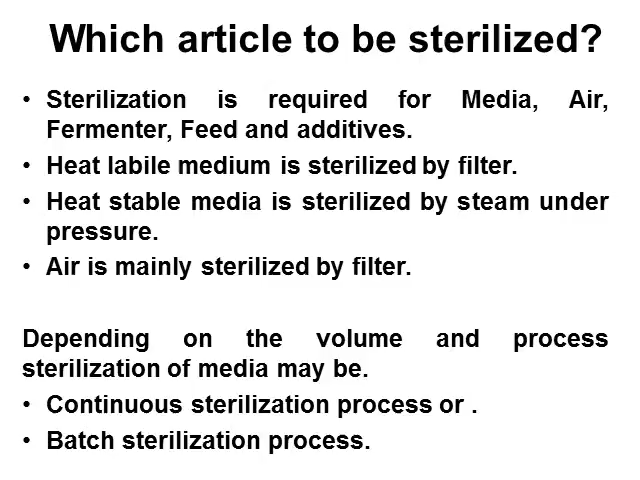 Which article to be sterilized?
• Sterilization is required for Media, Air,
Fermenter, Feed and additives.
• Heat labile medium is sterilized by filter.
• Heat stable media is sterilized by steam under
pressure.
• Air is mainly sterilized by filter.
Depending on the volume and process
sterilization of media may be.
• Continuous sterilization process or .
• Batch sterilization process.